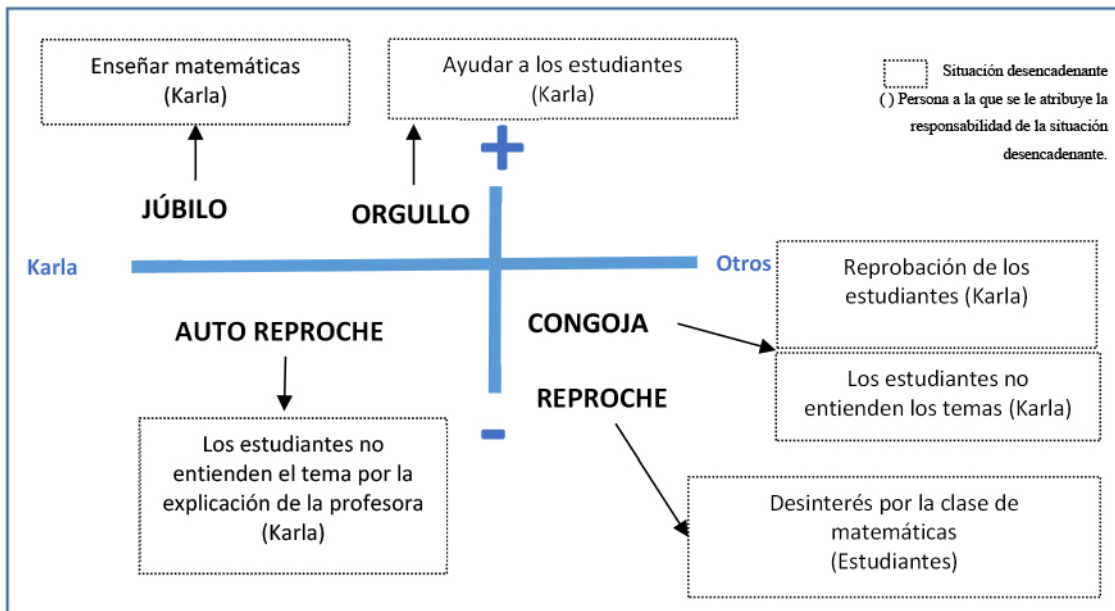 Enseñar matemáticas
(Karla)
Ayudar a los estudiantes
(Karla)
Situación desencadenante
( ) Persona a la que se le atribuye la
responsabilidad de la situación
desencadenante.
+
JÚBILO
ORGULLO
Karla
Otros
Reprobación de los
estudiantes (Karla)
AUTO REPROCHE
CONGOJA
Los estudiantes no
entienden los temas (Karla)
REPROCHE
-
Los estudiantes no
entienden el tema por la
explicación de la profesora
(Karla)
Desinterés por la clase de
matemáticas
(Estudiantes)